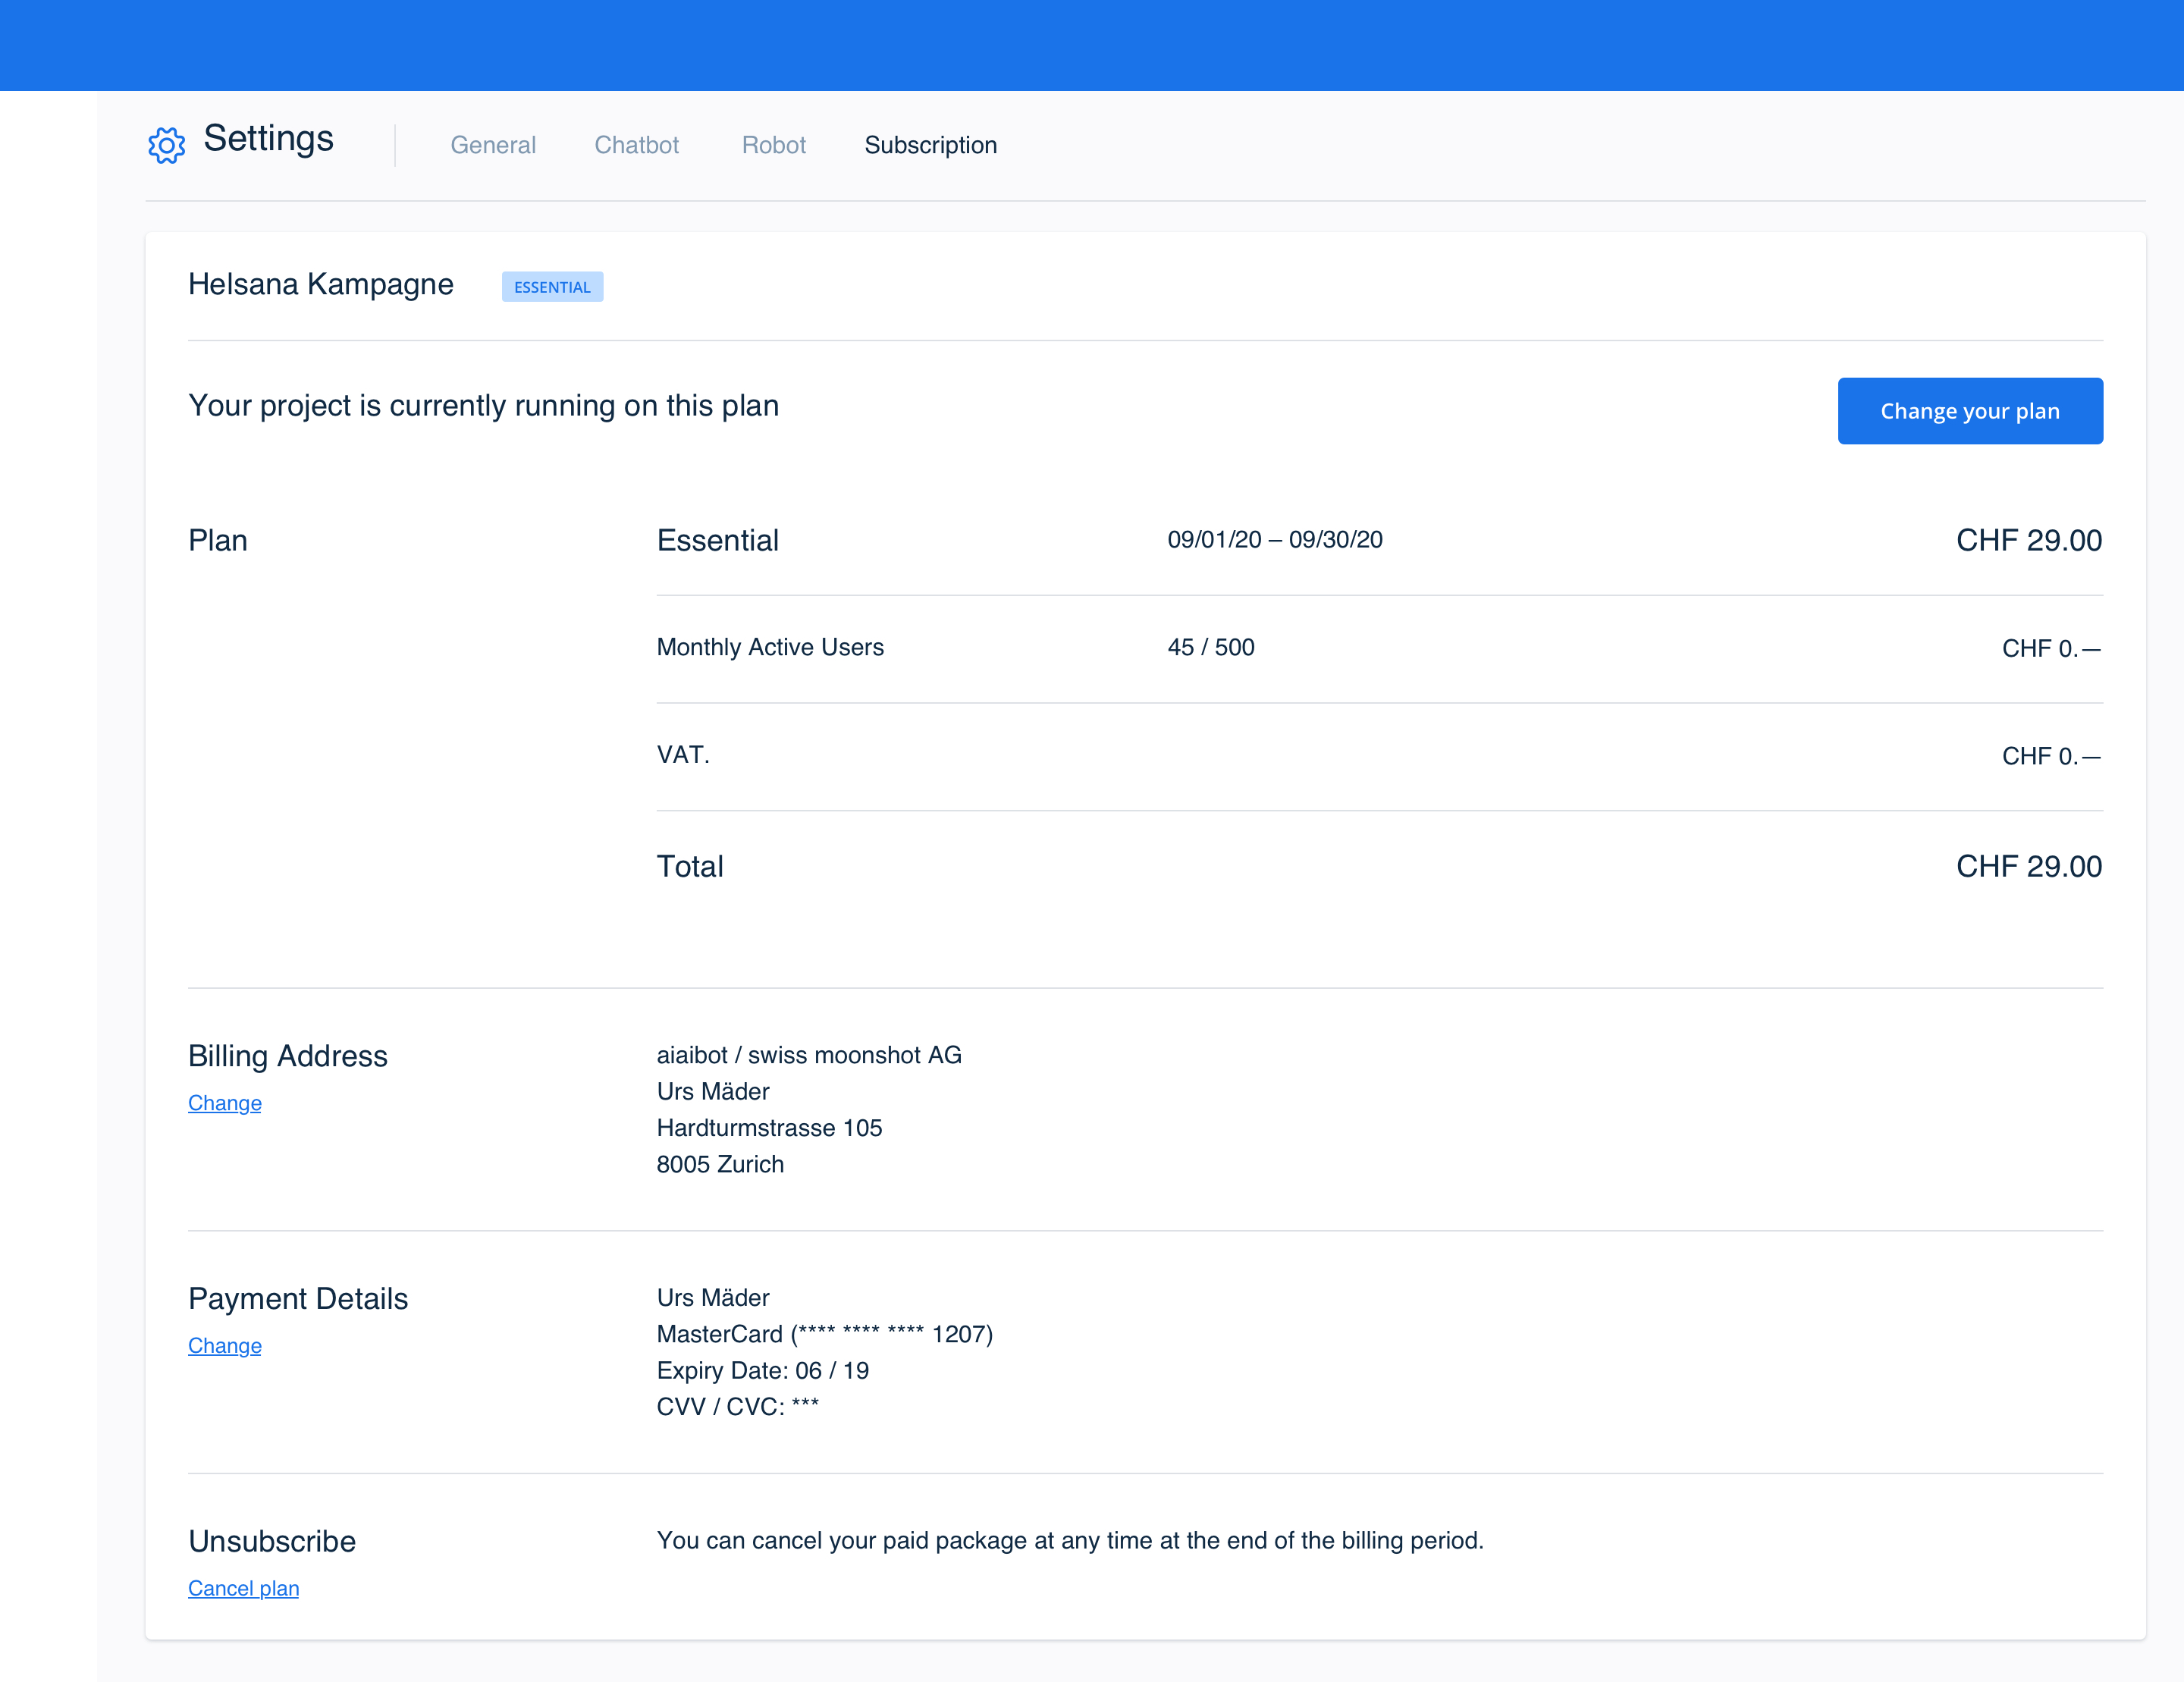 Settings
General Chatbot Robot Subscription
Helsana Kampagne ESSENTIAL
Your project is currently running on this plan
Change your plan
Plan Essential 09/01/20 – 09/30/20 CHF 29.00
Monthly Active Users 45 / 500 CHF 0.—
VAT. CHF 0.—
Total CHF 29.00
Billing Address
Change
aiaibot / swiss moonshot AG
Urs Mäder
Hardturmstrasse 105
8005 Zurich
Payment Details
Change
Urs Mäder
MasterCard (**** **** **** 1207)
Expiry Date: 06 / 19
CVV / CVC: ***
Unsubscribe
Cancel plan
You can cancel your paid package at any time at the end of the billing period.